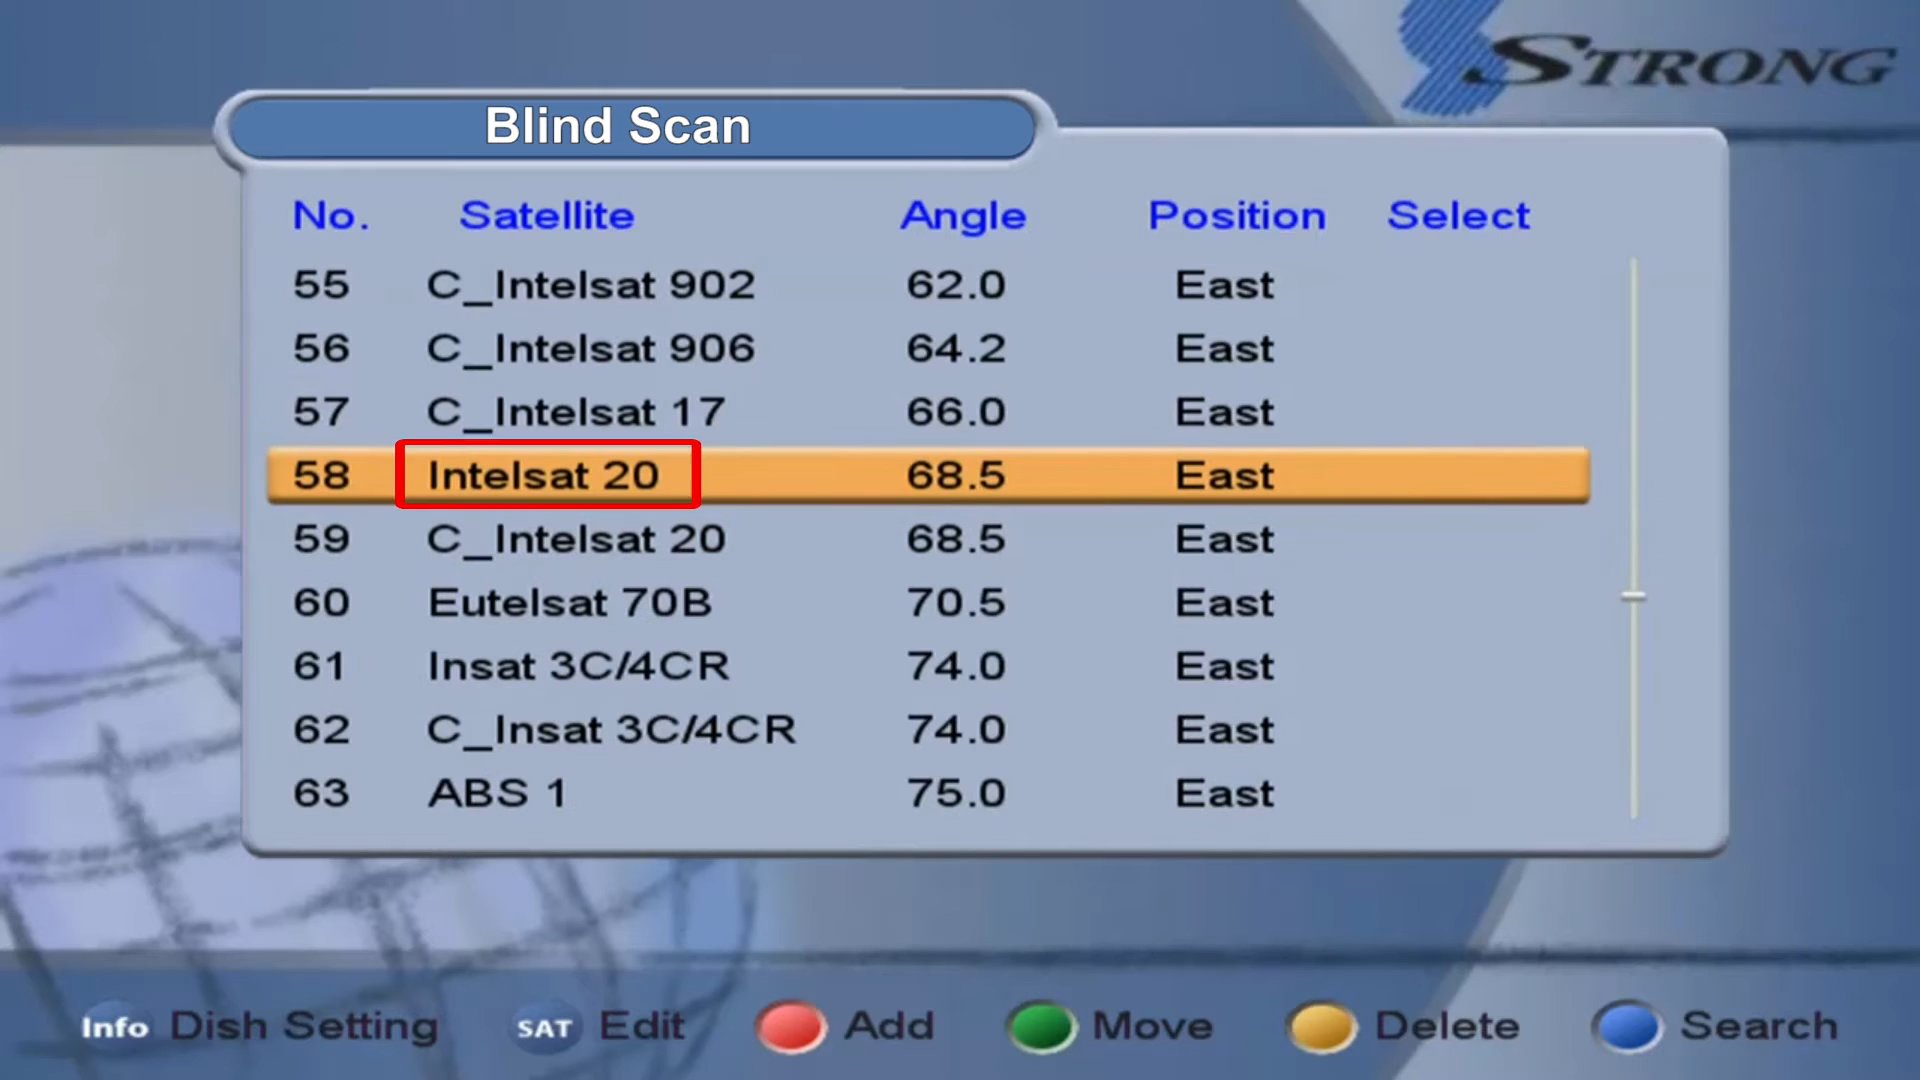 STRONG
Blind Scan
No. Satellite Angle Position Select
55 C_Intelsat 902 62.0 East
56 C_Intelsat 906 64.2 East
57 C_Intelsat 17 66.0 East
58 Intelsat 20 68.5 East
59 C_Intelsat 20 68.5 East
60 Eutelsat 70B 70.5 East
61 Insat 3C/4CR 74.0 East
62 C_Insat 3C/4CR 74.0 East
63 ABS 1 75.0 East
Info Dish Setting SAT Edit Add Move Delete Search